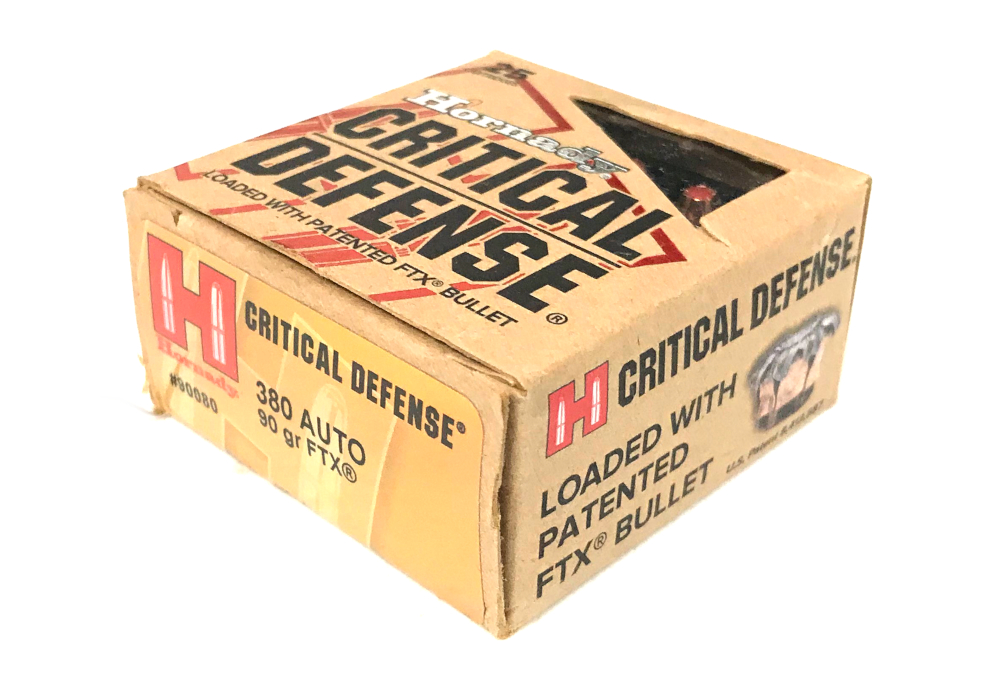 25
Hornady
CRITICAL
DEFENSE®
LOADED WITH PATENTED FTX® BULLET
H
Hornady
#90080
CRITICAL DEFENSE®
380 AUTO
90 gr FTX®
H CRITICAL DEFENSE
LOADED WITH
PATENTED
FTX® BULLET
U.S. Patent